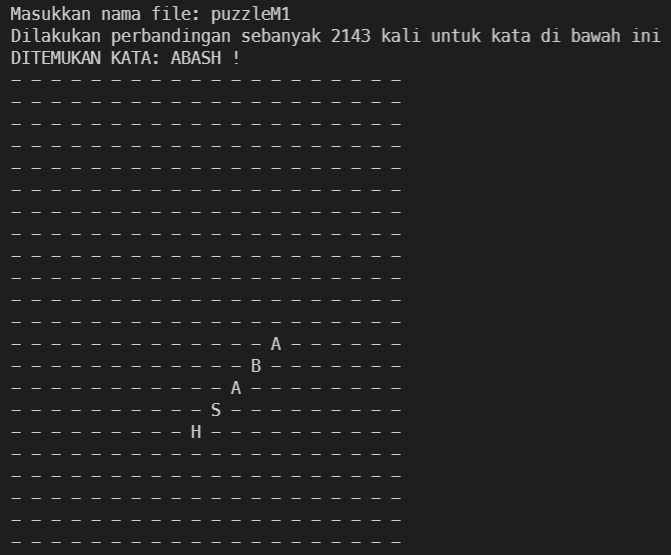 Masukkan nama file: puzzleM1
Dilakukan perbandingan sebanyak 2143 kali untuk kata di bawah ini
DITEMUKAN KATA: ABASH !
- - - - - - - - - - - - - - - - - - - -
- - - - - - - - - - - - - - - - - - - -
- - - - - - - - - - - - - - - - - - - -
- - - - - - - - - - - - - - - - - - - -
- - - - - - - - - - - - - - - - - - - -
- - - - - - - - - - - - - - - - - - - -
- - - - - - - - - - - - - - - - - - - -
- - - - - - - - - - - - - - - - - - - -
- - - - - - - - - - - - - - - - - - - -
- - - - - - - - - - - - - - - - - - - -
- - - - - - - - - - - - - - - - - - - -
- - - - - - - - - - - - - - - - - - - -
- - - - - - - - - - - - - A - - - - - -
- - - - - - - - - - - - B - - - - - - -
- - - - - - - - - - - A - - - - - - - -
- - - - - - - - - - S - - - - - - - - -
- - - - - - - - - H - - - - - - - - - -
- - - - - - - - - - - - - - - - - - - -
- - - - - - - - - - - - - - - - - - - -
- - - - - - - - - - - - - - - - - - - -
- - - - - - - - - - - - - - - - - - - -
- - - - - - - - - - - - - - - - - - - -